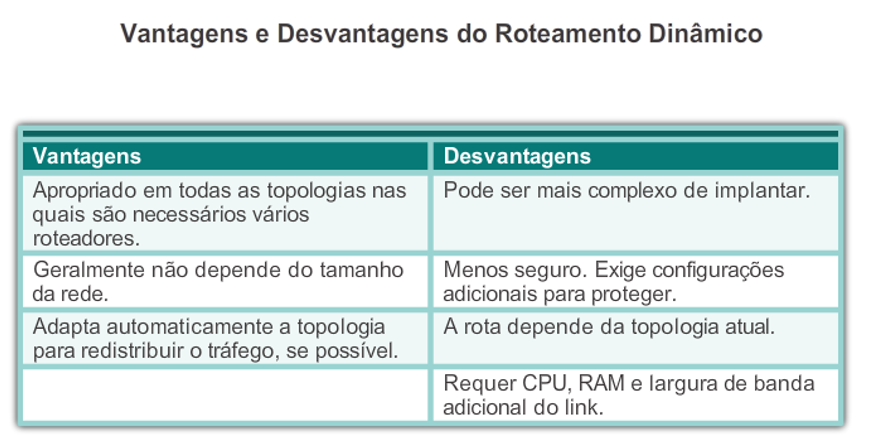 Vantagens e Desvantagens do Roteamento Dinâmico
Vantagens
Desvantagens
Apropriado em todas as topologias nas
quais são necessários vários
roteadores.
Pode ser mais complexo de implantar.
Geralmente não depende do tamanho
da rede.
Menos seguro. Exige configurações
adicionais para proteger.
Adapta automaticamente a topologia
para redistribuir o tráfego, se possível.
A rota depende da topologia atual.
Requer CPU, RAM e largura de banda
adicional do link.